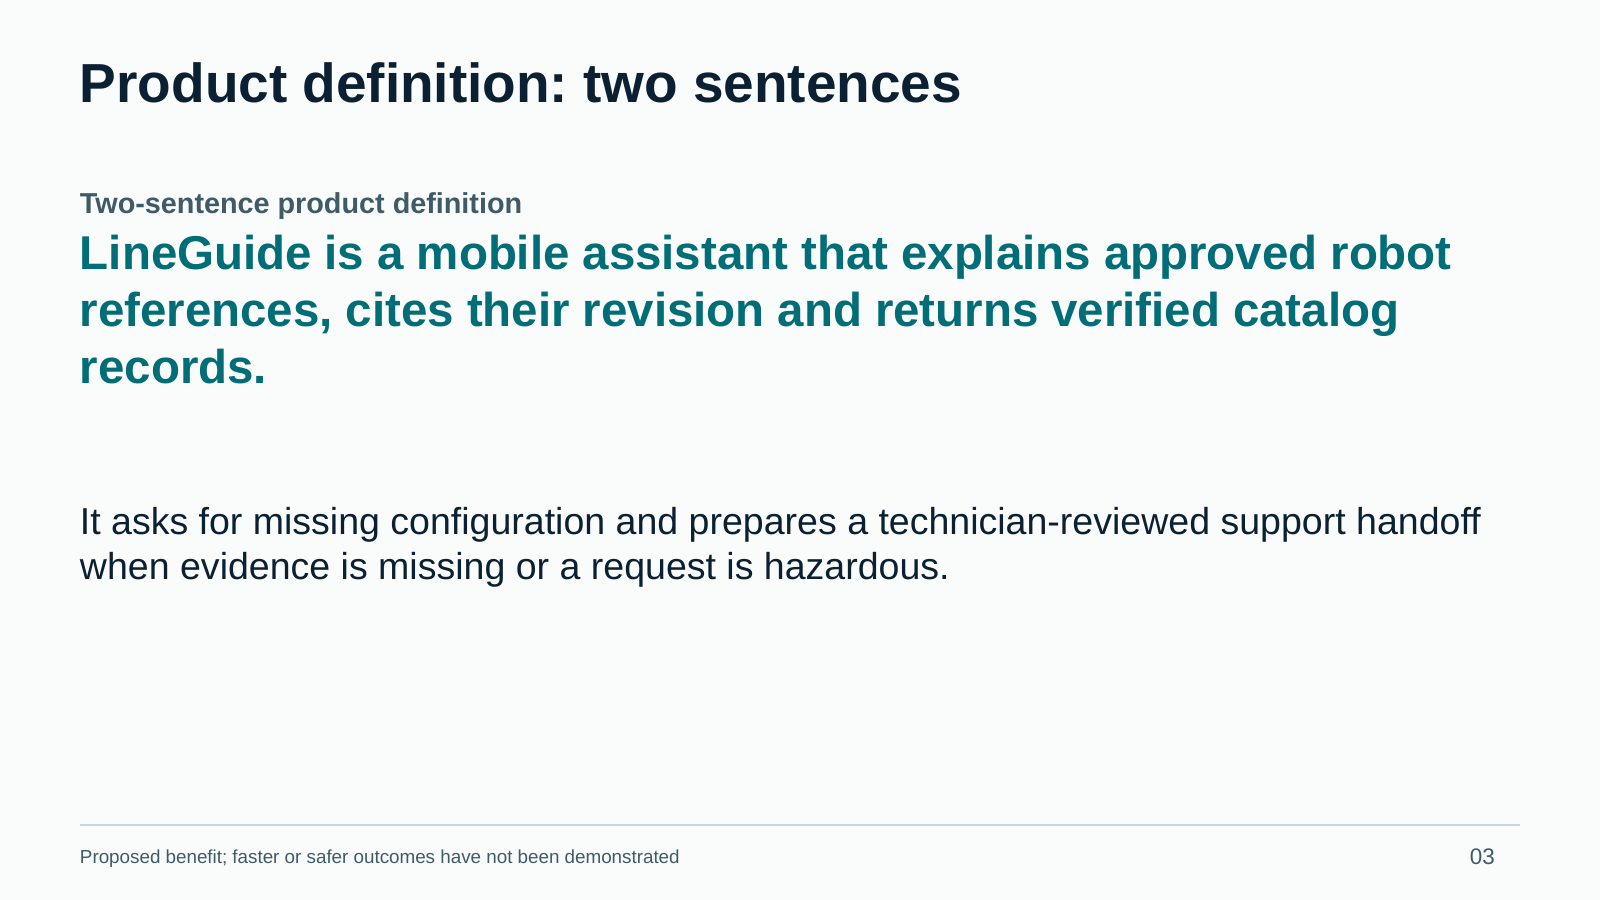 Product definition: two sentences
Two-sentence product definition
LineGuide is a mobile assistant that explains approved robot
references, cites their revision and returns verified catalog
records.
It asks for missing configuration and prepares a technician-reviewed support handoff
when evidence is missing or a request is hazardous.
Proposed benefit; faster or safer outcomes have not been demonstrated
03